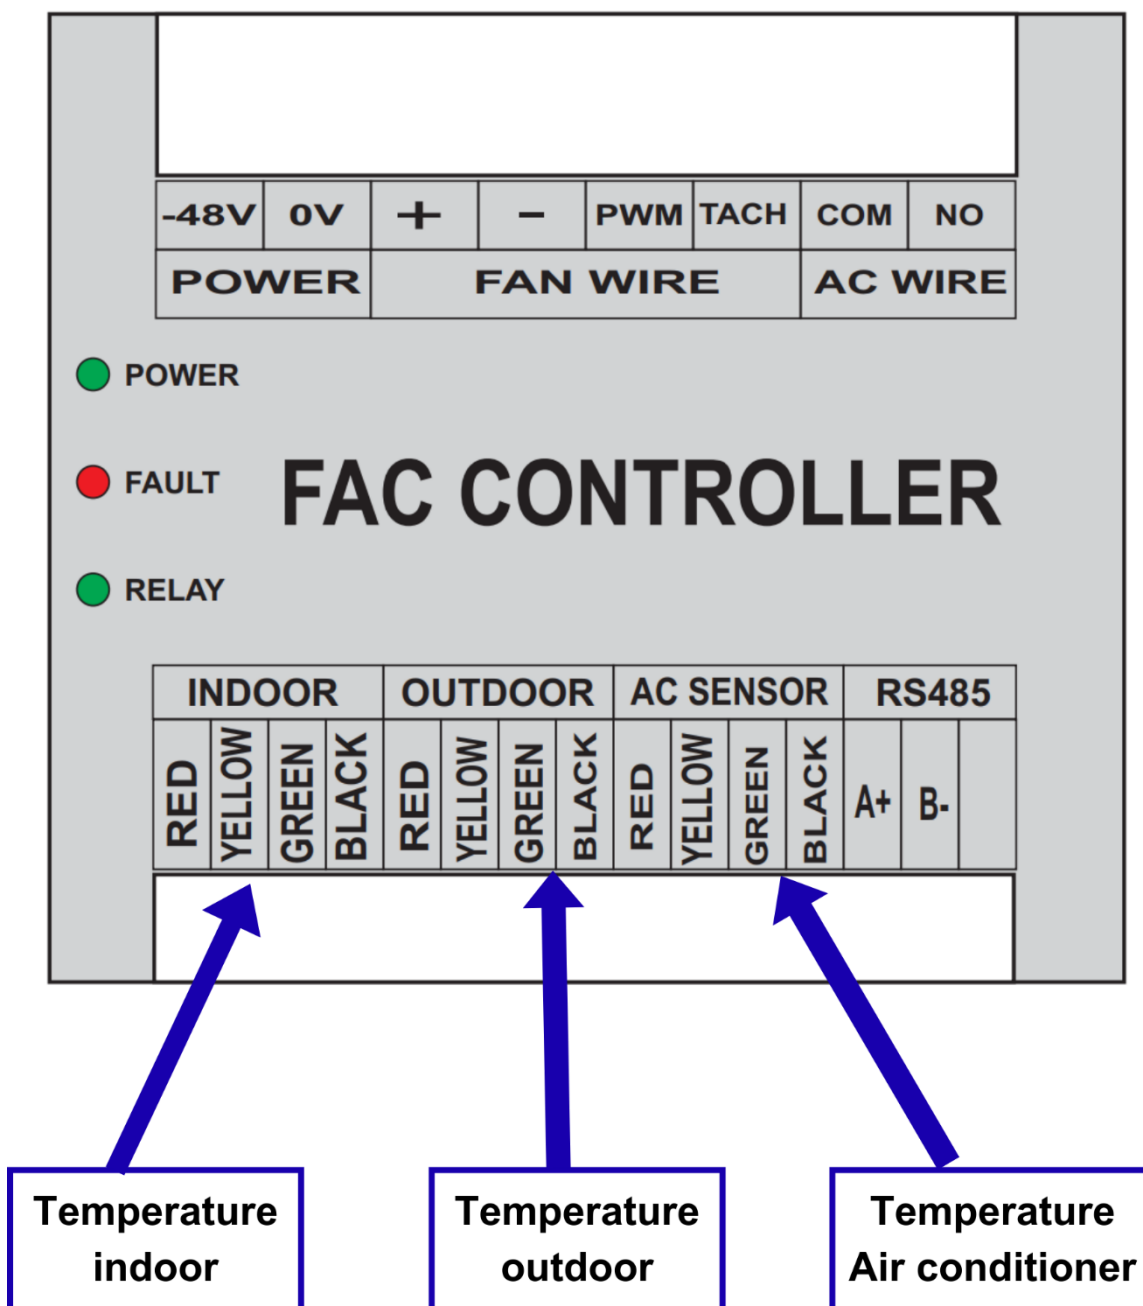 -48V 0V + - PWM TACH COM NO
POWER FAN WIRE AC WIRE
POWER
FAULT
FAC CONTROLLER
RELAY
INDOOR OUTDOOR AC SENSOR RS485
RED YELLOW GREEN BLACK RED YELLOW GREEN BLACK RED YELLOW GREEN BLACK A+ B-
Temperature
indoor
Temperature
outdoor
Temperature
Air conditioner